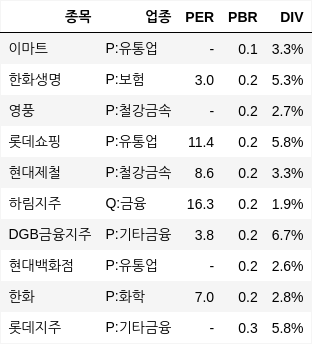 종목 업종 PER PBR DIV
이마트 P:유통업 - 0.1 3.3%
한화생명 P:보험 3.0 0.2 5.3%
영풍 P:철강금속 - 0.2 2.7%
롯데쇼핑 P:유통업 11.4 0.2 5.8%
현대제철 P:철강금속 8.6 0.2 3.3%
하림지주 Q:금융 16.3 0.2 1.9%
DGB금융지주 P:기타금융 3.8 0.2 6.7%
현대백화점 P:유통업 - 0.2 2.6%
한화 P:화학 7.0 0.2 2.8%
롯데지주 P:기타금융 - 0.3 5.8%